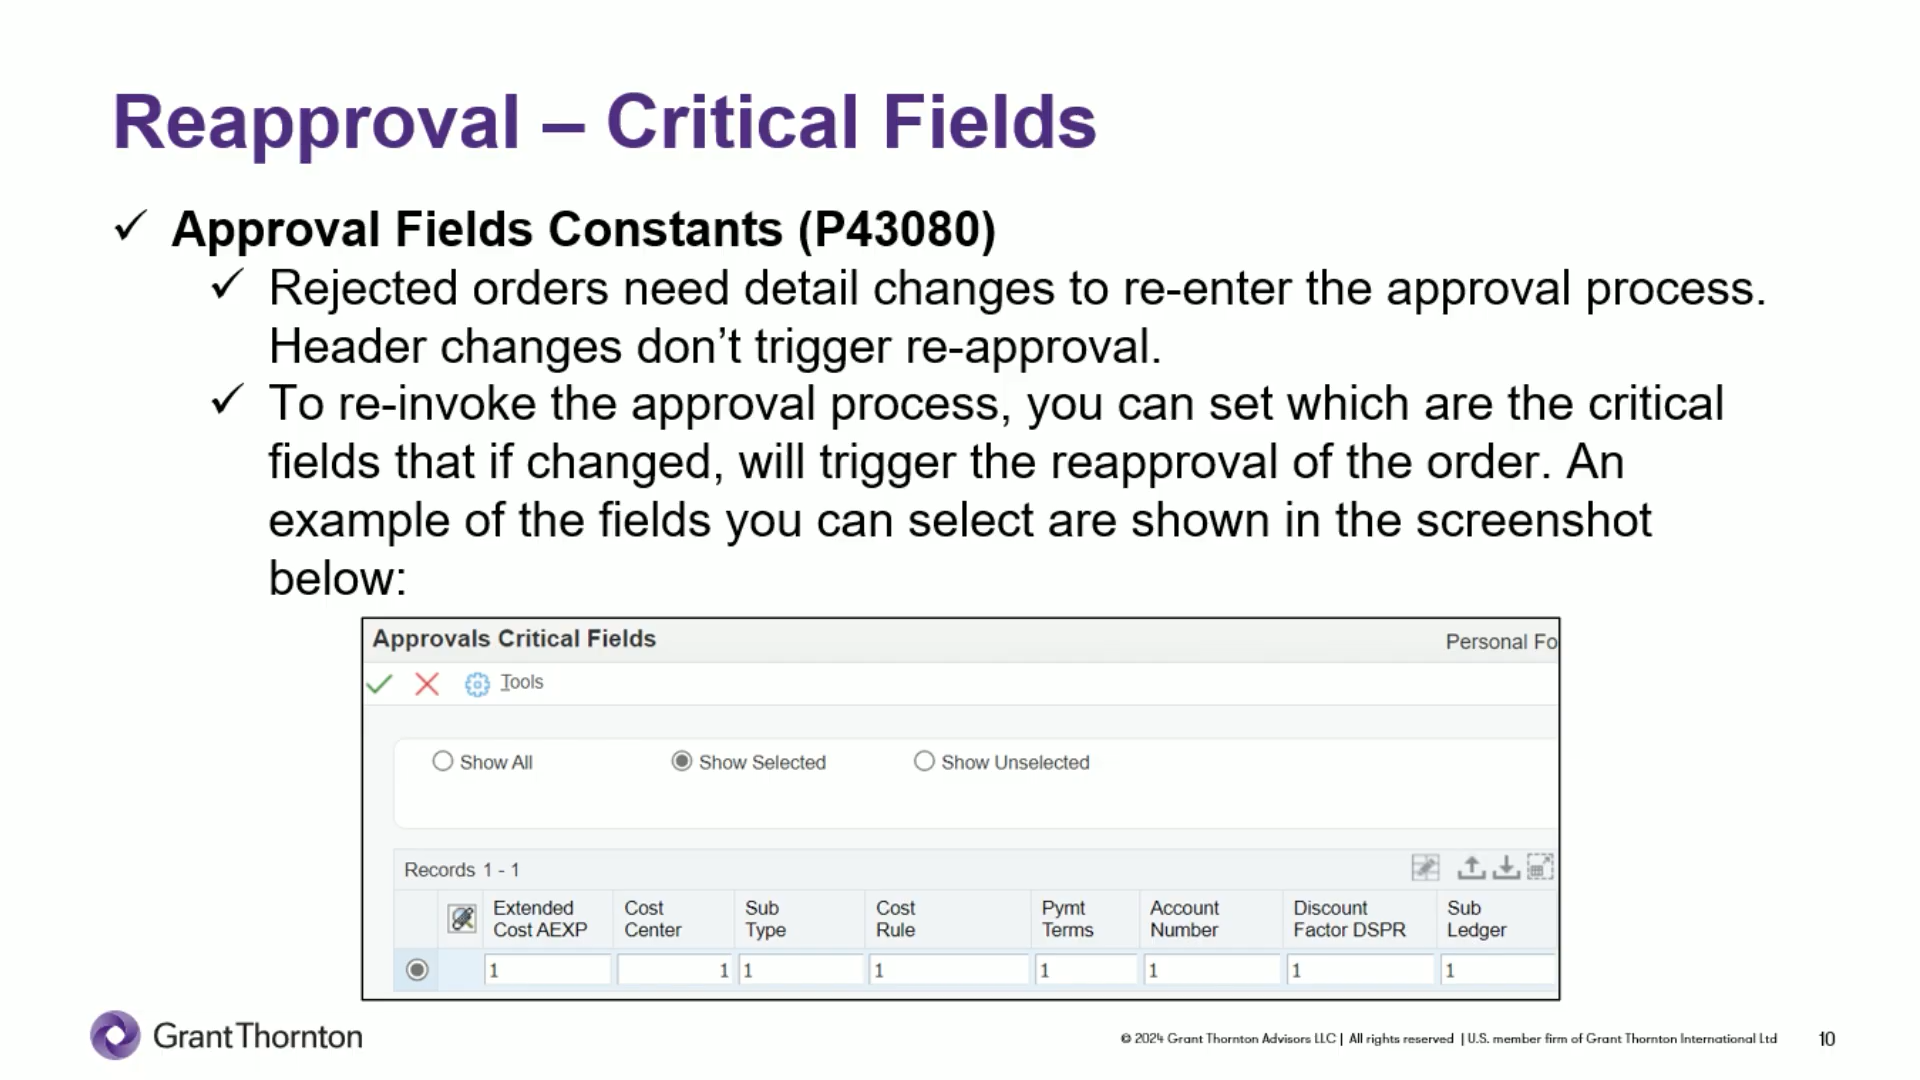 Reapproval – Critical Fields
✓ Approval Fields Constants (P43080)
✓ Rejected orders need detail changes to re-enter the approval process.
Header changes don’t trigger re-approval.
✓ To re-invoke the approval process, you can set which are the critical
fields that if changed, will trigger the reapproval of the order. An
example of the fields you can select are shown in the screenshot
below:
Approvals Critical Fields Personal Fo
Tools
Show All Show Selected Show Unselected
Records 1 - 1
Extended Cost Sub Cost Pymt Account Discount Sub
Cost AEXP Center Type Rule Terms Number Factor DSPR Ledger
1 1 1 1 1 1 1 1
Grant Thornton
© 2024 Grant Thornton Advisors LLC | All rights reserved | U.S. member firm of Grant Thornton International Ltd 10